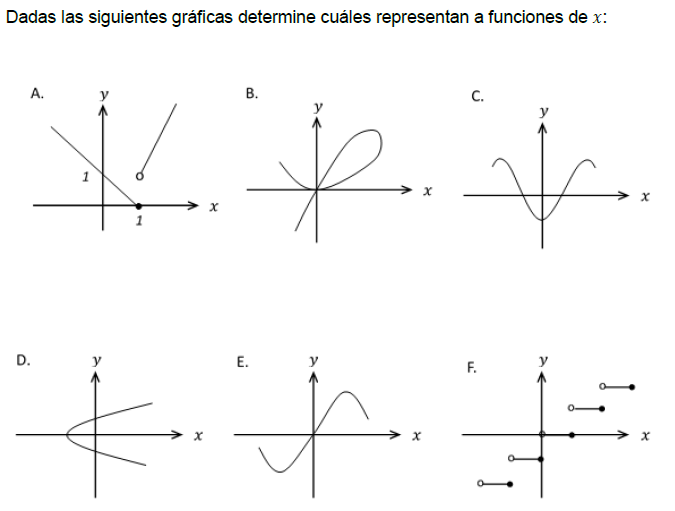 Dadas las siguientes gráficas determine cuáles representan a funciones de x:
A.
y
1
x
1
B.
y
x
C.
y
x
D.
y
x
E.
y
x
F.
y
x